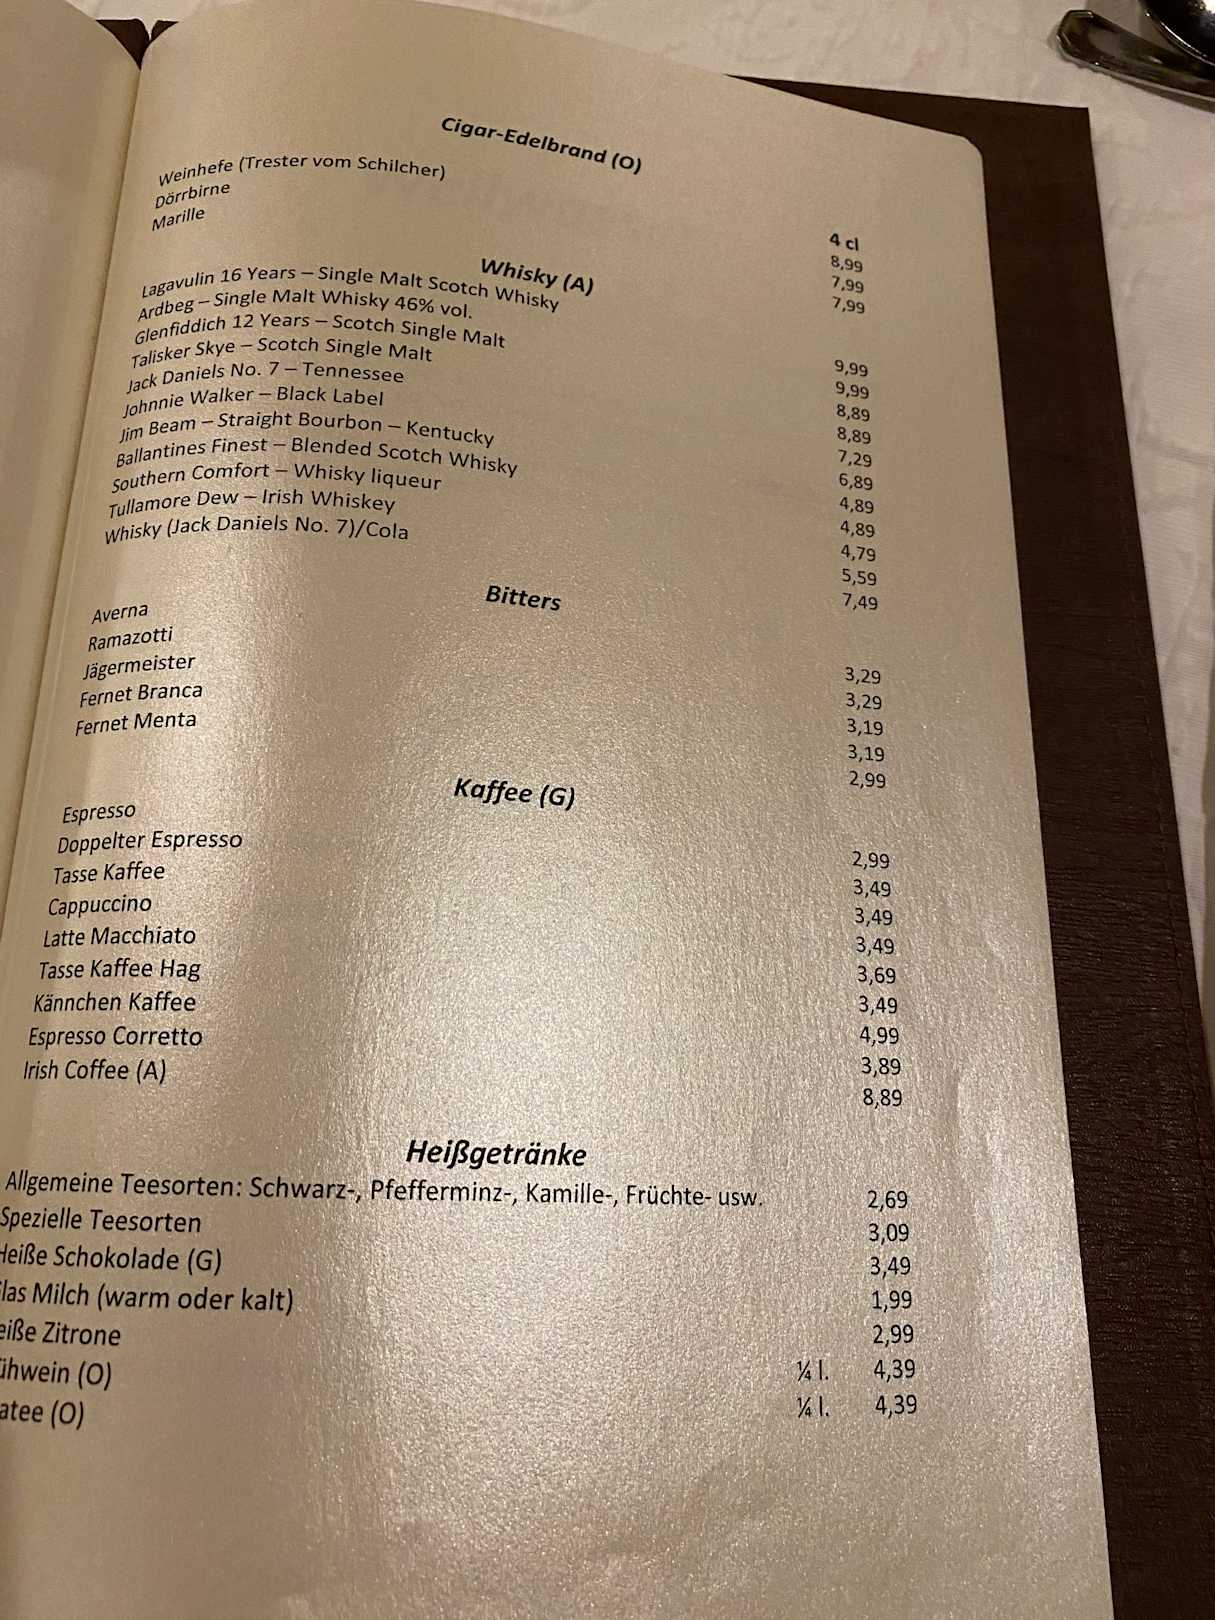 Cigar-Edelbrand (O)
4 cl
Weinhefe (Trester vom Schilcher) 8,99
Dörrbirne 7,99
Marille 7,99
Whisky (A)
Lagavulin 16 Years – Single Malt Scotch Whisky 9,99
Ardbeg – Single Malt Whisky 46% vol. 9,99
Glenfiddich 12 Years – Scotch Single Malt 8,89
Talisker Skye – Scotch Single Malt 8,89
Jack Daniels No. 7 – Tennessee 7,29
Johnnie Walker – Black Label 6,89
Jim Beam – Straight Bourbon – Kentucky 4,89
Ballantines Finest – Blended Scotch Whisky 4,89
Southern Comfort – Whisky liqueur 4,79
Tullamore Dew – Irish Whiskey 5,59
Whisky (Jack Daniels No. 7)/Cola 7,49
Bitters
Averna 3,29
Ramazotti 3,29
Jägermeister 3,19
Fernet Branca 3,19
Fernet Menta 2,99
Kaffee (G)
Espresso 2,99
Doppelter Espresso 3,49
Tasse Kaffee 3,49
Cappuccino 3,49
Latte Macchiato 3,69
Tasse Kaffee Hag 3,49
Kännchen Kaffee 4,99
Espresso Corretto 3,89
Irish Coffee (A) 8,89
Heißgetränke
Allgemeine Teesorten: Schwarz-, Pfefferminz-, Kamille-, Früchte- usw. 2,69
Spezielle Teesorten 3,09
Heiße Schokolade (G) 3,49
las Milch (warm oder kalt) 1,99
eiße Zitrone 2,99
ühwein (O) ¼ l. 4,39
atee (O) ¼ l. 4,39